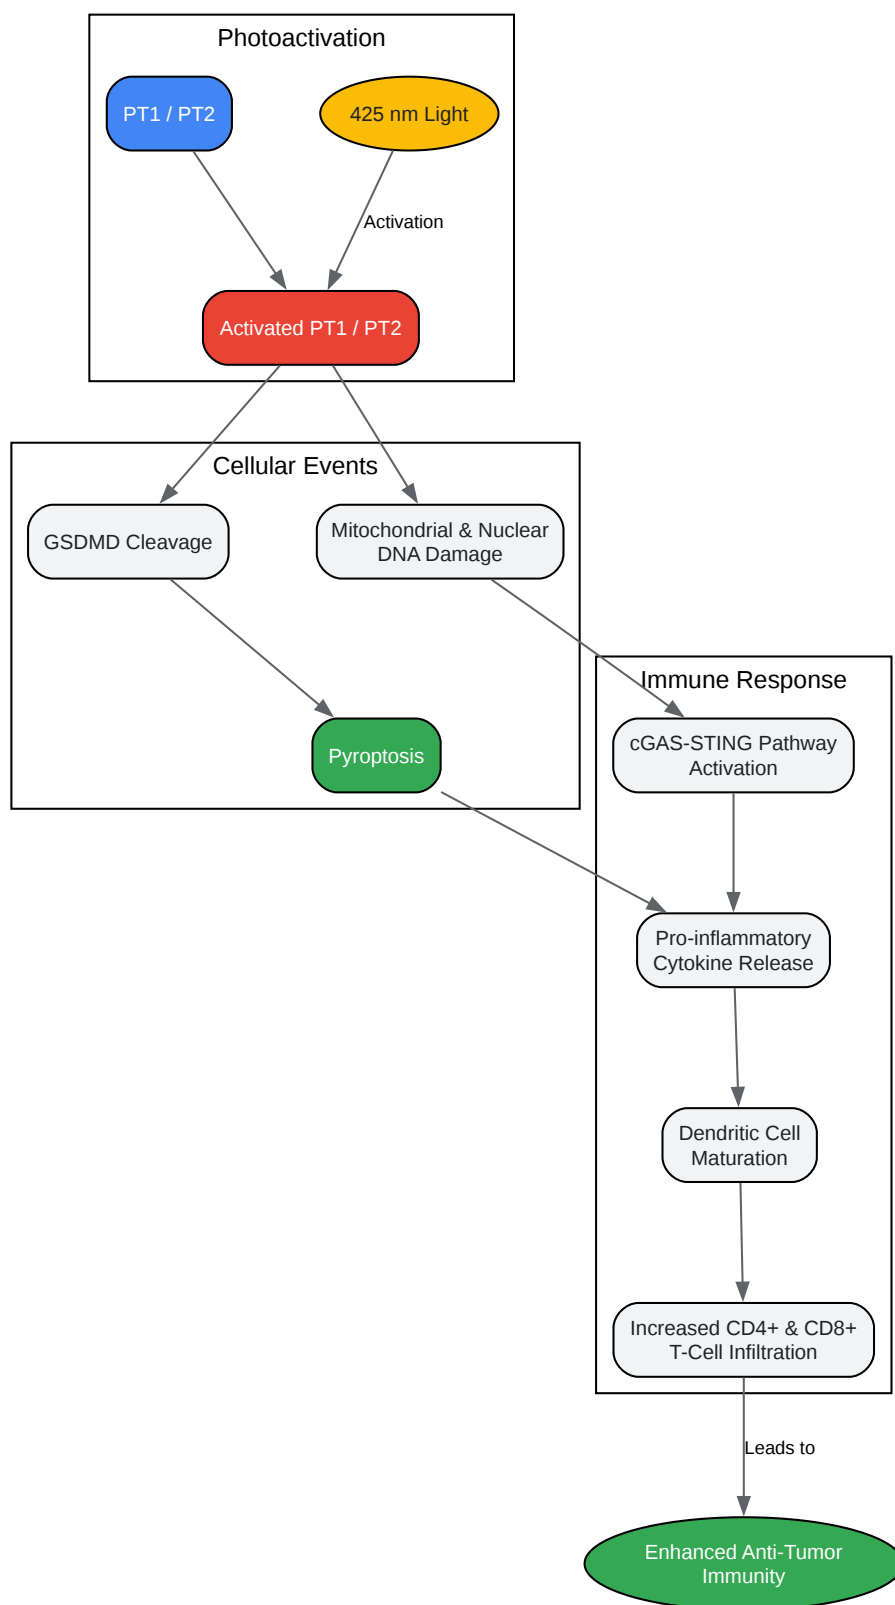 Photoactivation
PT1 / PT2
425 nm Light
Activation
Activated PT1 / PT2
Cellular Events
GSDMD Cleavage
Mitochondrial & Nuclear
DNA Damage
Pyroptosis
Immune Response
cGAS-STING Pathway
Activation
Pro-inflammatory
Cytokine Release
Dendritic Cell
Maturation
Increased CD4+ & CD8+
T-Cell Infiltration
Leads to
Enhanced Anti-Tumor
Immunity